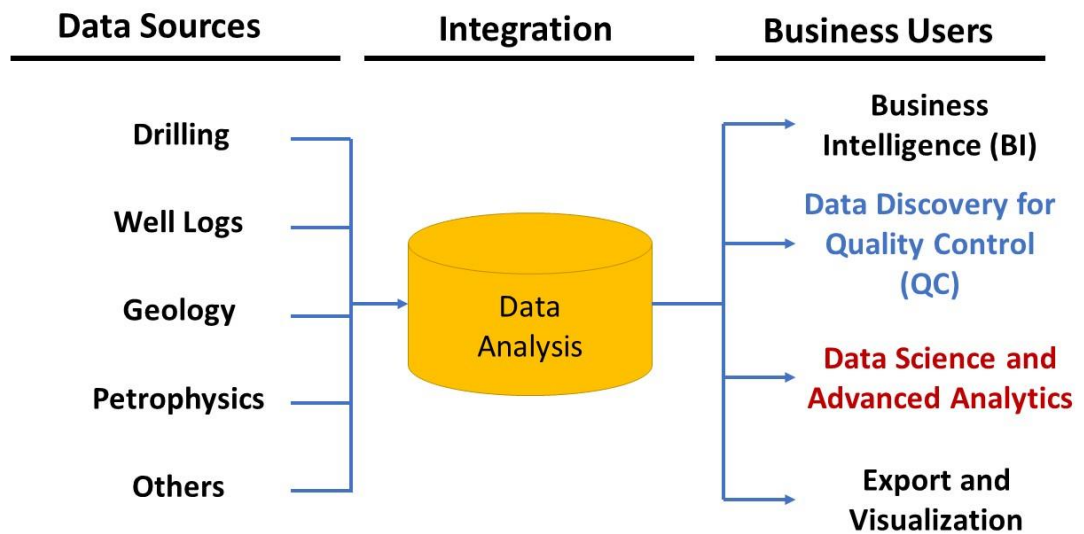 Data Sources
Integration
Business Users
Drilling
Well Logs
Geology
Petrophysics
Others
Data
Analysis
Business
Intelligence (BI)
Data Discovery for
Quality Control
(QC)
Data Science and
Advanced Analytics
Export and
Visualization